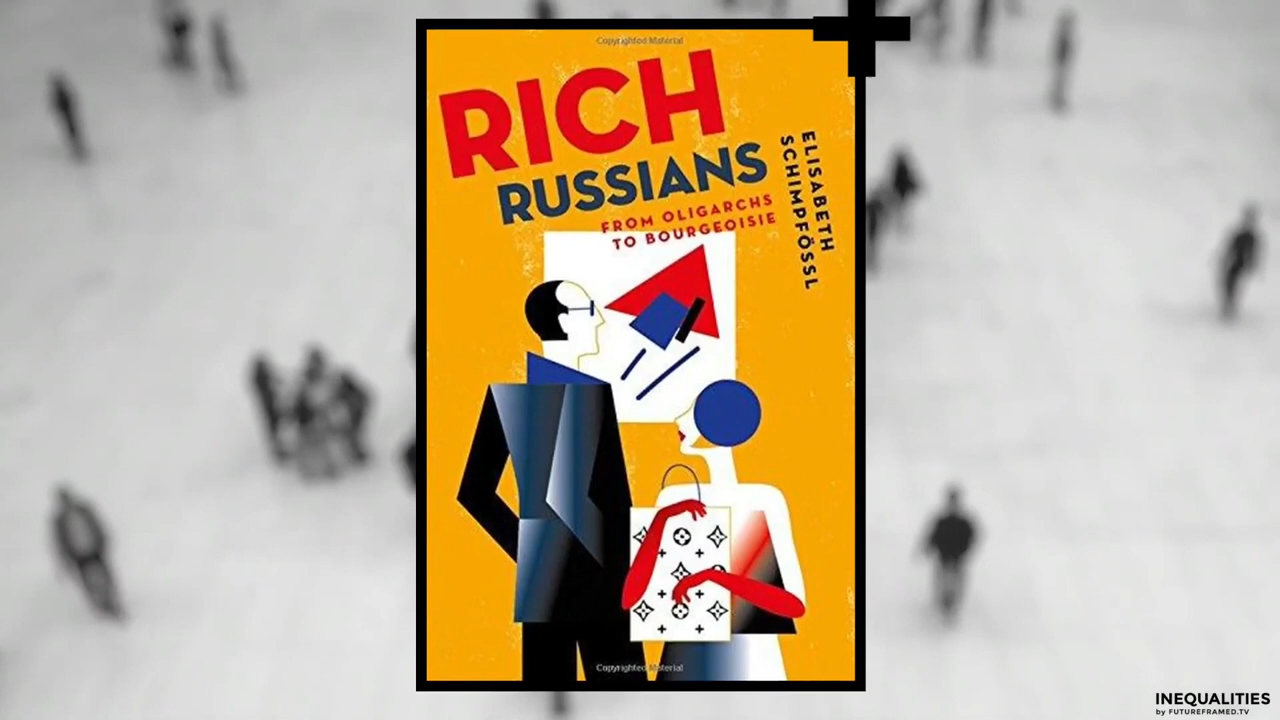 Copyrighted Material
RICH
RUSSIANS
FROM OLIGARCHS
TO BOURGEOISIE
ELISABETH
SCHIMPFÖSSL
Copyrighted Material
INEQUALITIES
by FUTUREFRAMED.TV